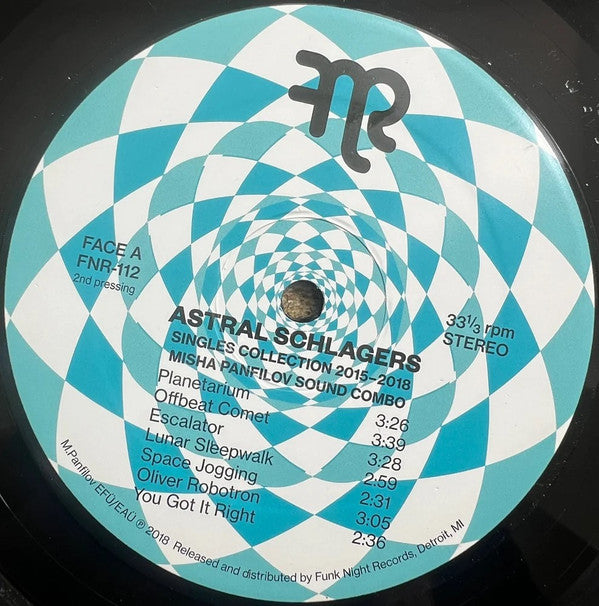 FACE A
FNR-112
2nd pressing
33⅓ rpm
STEREO
ASTRAL SCHLAGERS
SINGLES COLLECTION 2015-2018
MISHA PANFILOV SOUND COMBO
Planetarium 3:26
Offbeat Comet 3:39
Escalator 3:28
Lunar Sleepwalk 2:59
Space Jogging 2:31
Oliver Robotron 3:05
You Got It Right 2:36
M.Panfilov EFÜ/EAÜ ℗ 2018 Released and distributed by Funk Night Records, Detroit, MI